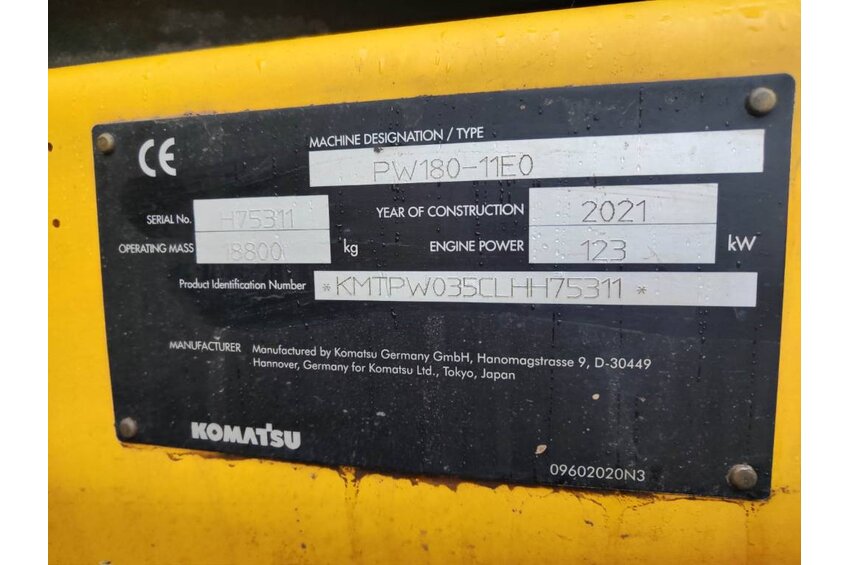 CE
MACHINE DESIGNATION / TYPE
PW180-11E0
SERIAL No. H75311 YEAR OF CONSTRUCTION 2021
OPERATING MASS 18800 kg ENGINE POWER 123 kW
Product Identification Number *KMTPW035CLHH75311*
MANUFACTURER Manufactured by Komatsu Germany GmbH, Hanomagstrasse 9, D-30449
Hannover, Germany for Komatsu Ltd., Tokyo, Japan
KOMATSU
09602020N3